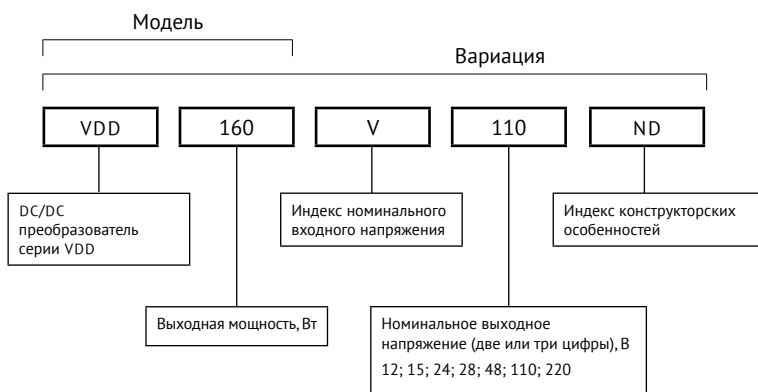 Модель
Вариация
VDD
160
V
110
ND
DC/DC
преобразователь
серии VDD
Индекс номинального
входного напряжения
Индекс конструкторских
особенностей
Выходная мощность, Вт
Номинальное выходное
напряжение (две или три цифры), В
12; 15; 24; 28; 48; 110; 220